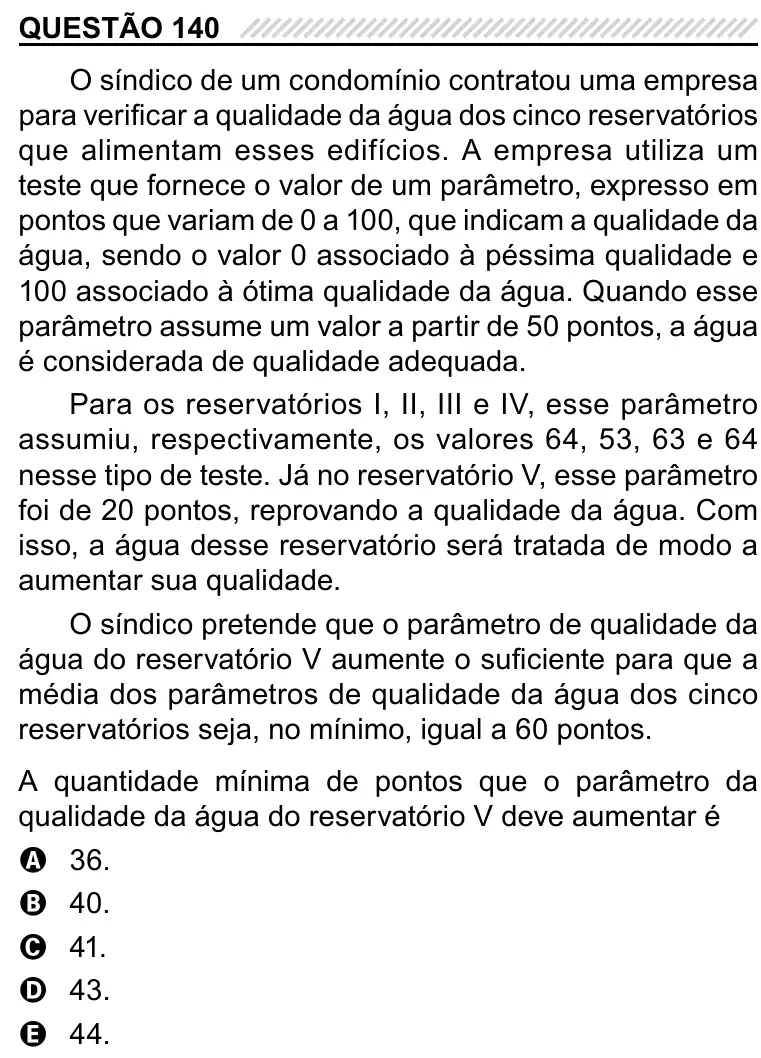 QUESTÃO 140
O síndico de um condomínio contratou uma empresa
para verificar a qualidade da água dos cinco reservatórios
que alimentam esses edifícios. A empresa utiliza um
teste que fornece o valor de um parâmetro, expresso em
pontos que variam de 0 a 100, que indicam a qualidade da
água, sendo o valor 0 associado à péssima qualidade e
100 associado à ótima qualidade da água. Quando esse
parâmetro assume um valor a partir de 50 pontos, a água
é considerada de qualidade adequada.
Para os reservatórios I, II, III e IV, esse parâmetro
assumiu, respectivamente, os valores 64, 53, 63 e 64
nesse tipo de teste. Já no reservatório V, esse parâmetro
foi de 20 pontos, reprovando a qualidade da água. Com
isso, a água desse reservatório será tratada de modo a
aumentar sua qualidade.
O síndico pretende que o parâmetro de qualidade da
água do reservatório V aumente o suficiente para que a
média dos parâmetros de qualidade da água dos cinco
reservatórios seja, no mínimo, igual a 60 pontos.
A quantidade mínima de pontos que o parâmetro da
qualidade da água do reservatório V deve aumentar é
A 36.
B 40.
C 41.
D 43.
E 44.